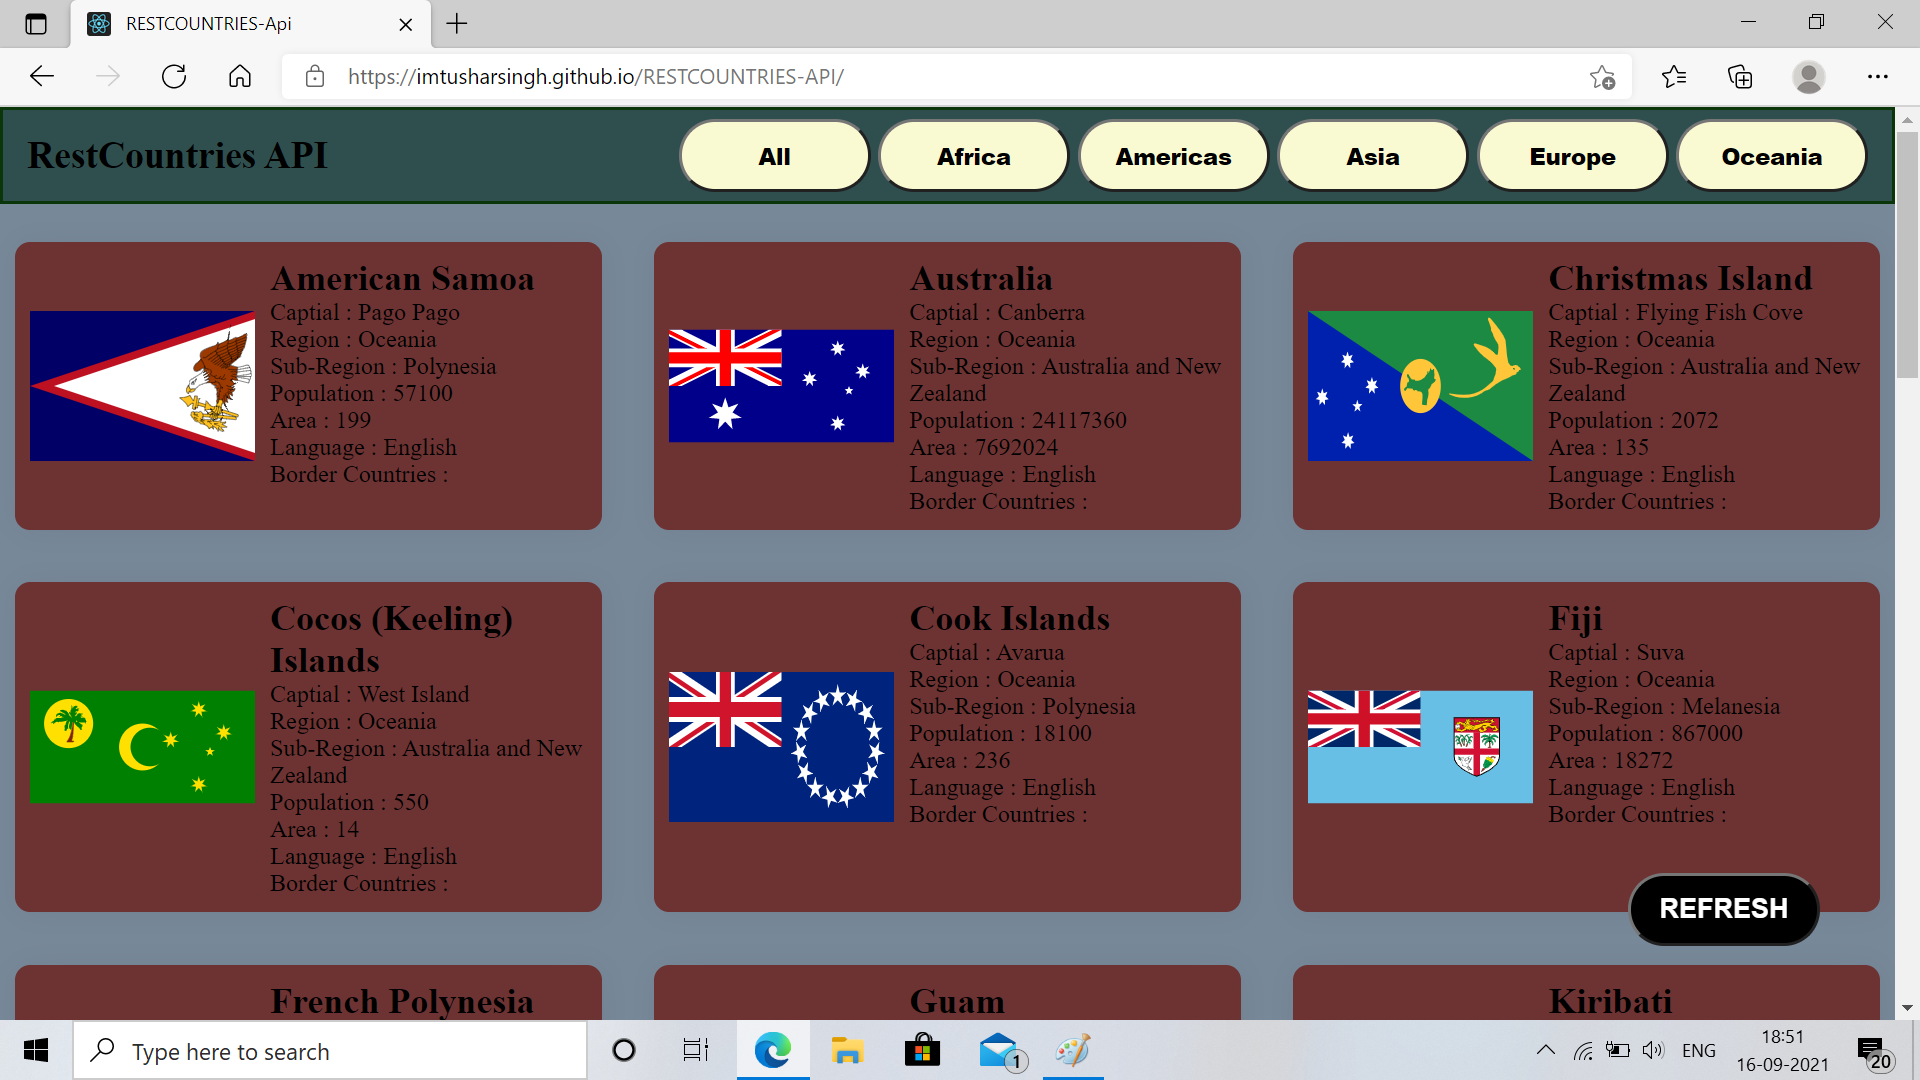 RESTCOUNTRIES-Api
https://imtusharsingh.github.io/RESTCOUNTRIES-API/
RestCountries API
All
Africa
Americas
Asia
Europe
Oceania
American Samoa
Captial : Pago Pago
Region : Oceania
Sub-Region : Polynesia
Population : 57100
Area : 199
Language : English
Border Countries :
Australia
Captial : Canberra
Region : Oceania
Sub-Region : Australia and New
Zealand
Population : 24117360
Area : 7692024
Language : English
Border Countries :
Christmas Island
Captial : Flying Fish Cove
Region : Oceania
Sub-Region : Australia and New
Zealand
Population : 2072
Area : 135
Language : English
Border Countries :
Cocos (Keeling)
Islands
Captial : West Island
Region : Oceania
Sub-Region : Australia and New
Zealand
Population : 550
Area : 14
Language : English
Border Countries :
Cook Islands
Captial : Avarua
Region : Oceania
Sub-Region : Polynesia
Population : 18100
Area : 236
Language : English
Border Countries :
Fiji
Captial : Suva
Region : Oceania
Sub-Region : Melanesia
Population : 867000
Area : 18272
Language : English
Border Countries :
REFRESH
French Polynesia
Guam
Kiribati
Type here to search
1
ENG
18:51
16-09-2021
20